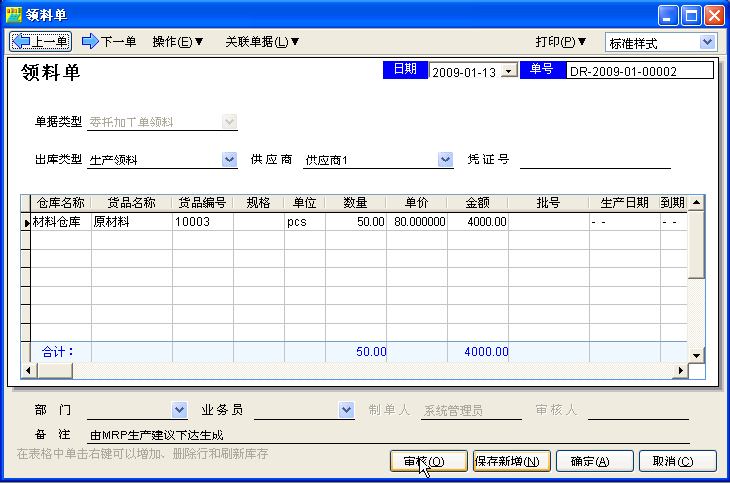 领料单
上一单 下一单 操作(E)▼ 关联单据(L)▼ 打印(P)▼ 标准样式
领料单 日期 2009-01-13 单号 DR-2009-01-00002
单据类型 委托加工单领料
出库类型 生产领料 供应商 供应商1 凭证号
仓库名称 货品名称 货品编号 规格 单位 数量 单价 金额 批号 生产日期 到期
材料仓库 原材料 10003 pcs 50.00 80.000000 4000.00 - - - -
合计： 50.00 4000.00
部门 业务员 制单人 系统管理员 审核人
备注 由MRP生产建议下达生成
在表格中单击右键可以增加、删除行和刷新库存
审核(O) 保存新增(N) 确定(A) 取消(C)